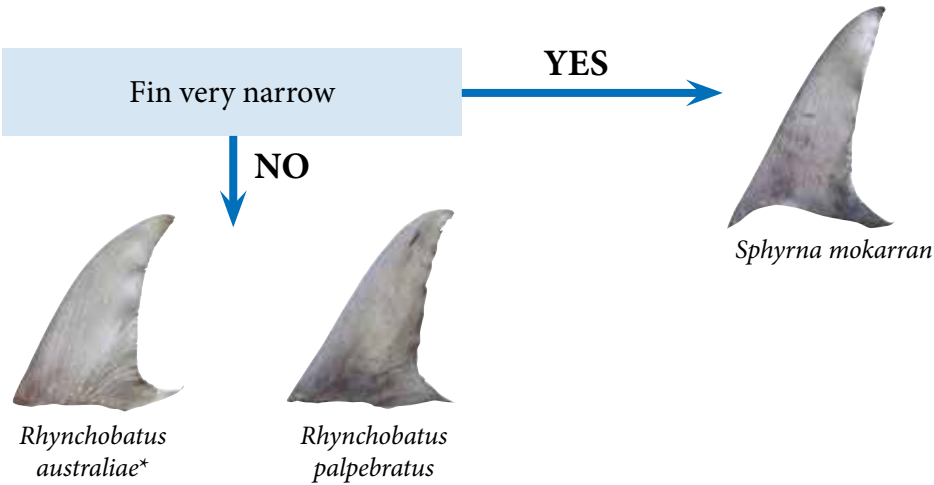 YES
Fin very narrow
NO
Sphyrna mokarran
Rhynchobatus
australiae*
Rhynchobatus
palpebratus